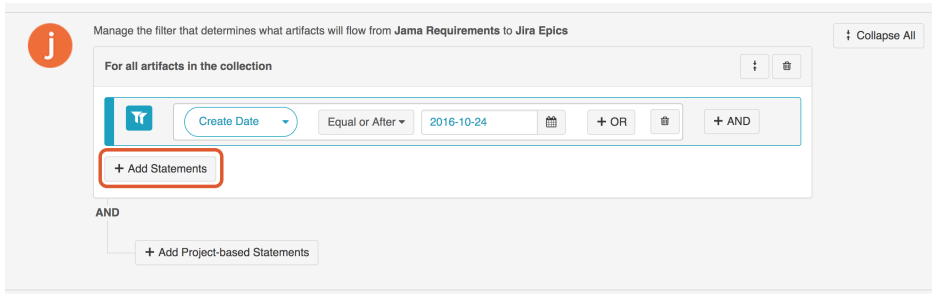 j
Manage the filter that determines what artifacts will flow from Jama Requirements to Jira Epics
Collapse All
For all artifacts in the collection
Create Date Equal or After 2016-10-24 + OR + AND
+ Add Statements
AND
+ Add Project-based Statements